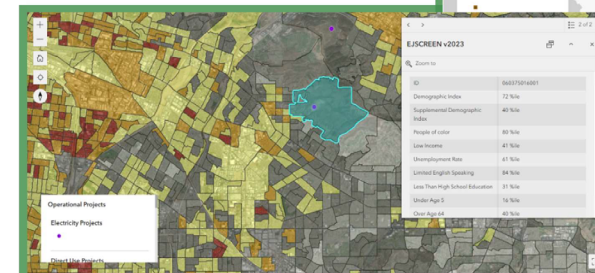 2 of 2
EJSCREEN v2023
Zoom to
ID
Demographic Index 72 %ile
Supplemental Demographic Index 40 %ile
People of color 80 %ile
Low Income 41 %ile
Unemployment Rate 61 %ile
Limited English Speaking 84 %ile
Less Than High School Education 31 %ile
Under Age 5 16 %ile
Over Age 64 40 %ile
Operational Projects
Electricity Projects
Direct Use Projects